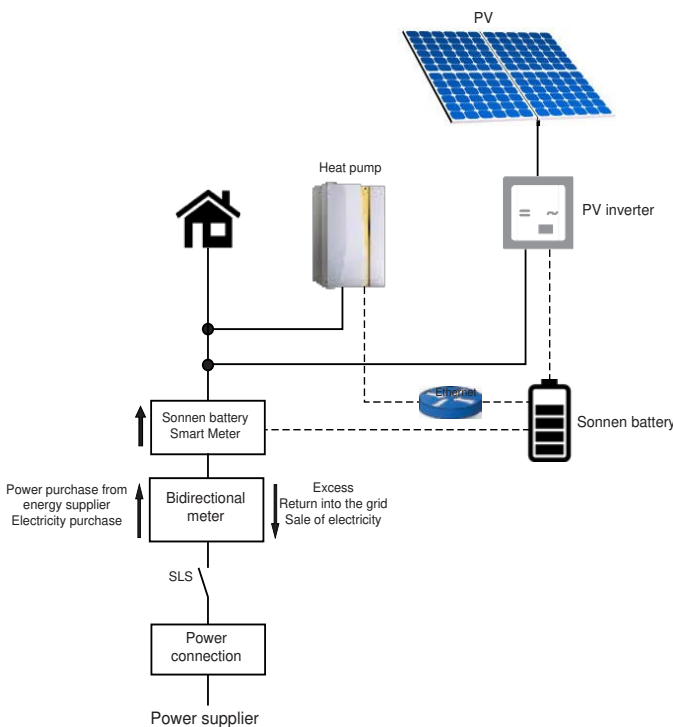 PV
Heat pump
PV inverter
= ~
Ethernet
Sonnen battery
Sonnen battery
Smart Meter
Power purchase from
energy supplier
Electricity purchase
Bidirectional
meter
Excess
Return into the grid
Sale of electricity
SLS
Power
connection
Power supplier